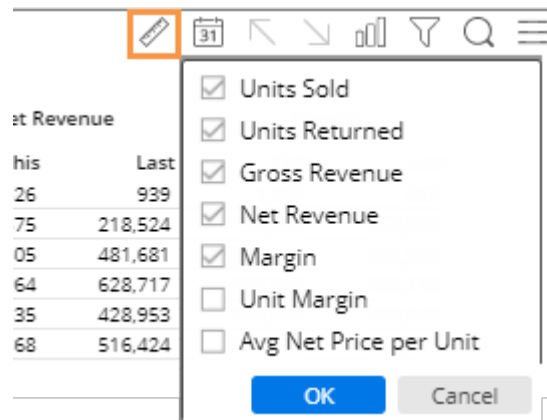 31
et Revenue
his Last
26 939
75 218,524
05 481,681
64 628,717
35 428,953
68 516,424
Units Sold
Units Returned
Gross Revenue
Net Revenue
Margin
Unit Margin
Avg Net Price per Unit
OK Cancel